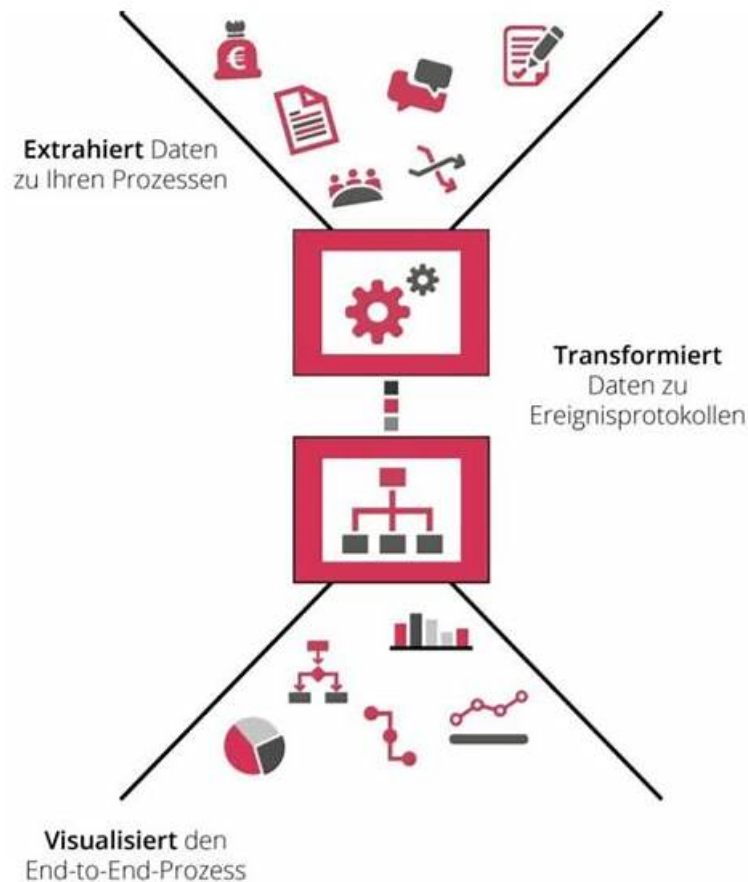 Extrahiert Daten
zu Ihren Prozessen
€
Transformiert
Daten zu
Ereignisprotokollen
Visualisiert den
End-to-End-Prozess